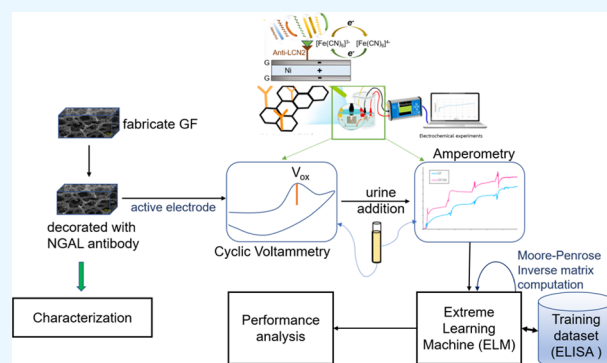 e⁻
[Fe(CN)₆]³⁻ [Fe(CN)₆]⁴⁻
e⁻
Anti-LCN2
G
Ni +
G
Electrochemical experiments
fabricate GF
decorated with
NGAL antibody
active electrode
Vox
Cyclic Voltammetry
urine
addition
Amperometry
Moore-Penrose
Inverse matrix
computation
Characterization
Performance
analysis
Extreme
Learning
Machine (ELM)
Training
dataset
(ELISA )